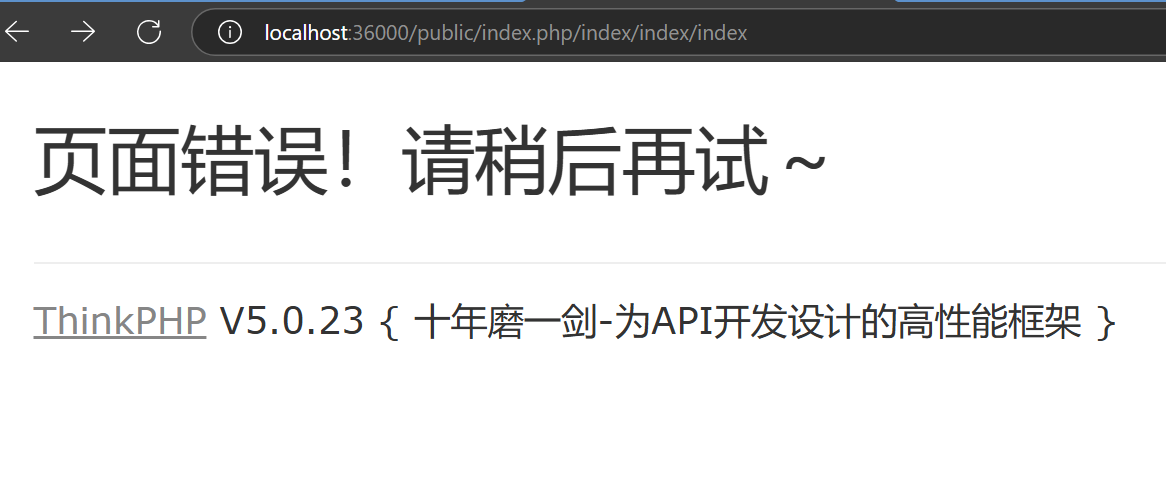 localhost:36000/public/index.php/index/index/index
页面错误！请稍后再试～
ThinkPHP V5.0.23 { 十年磨一剑-为API开发设计的高性能框架 }